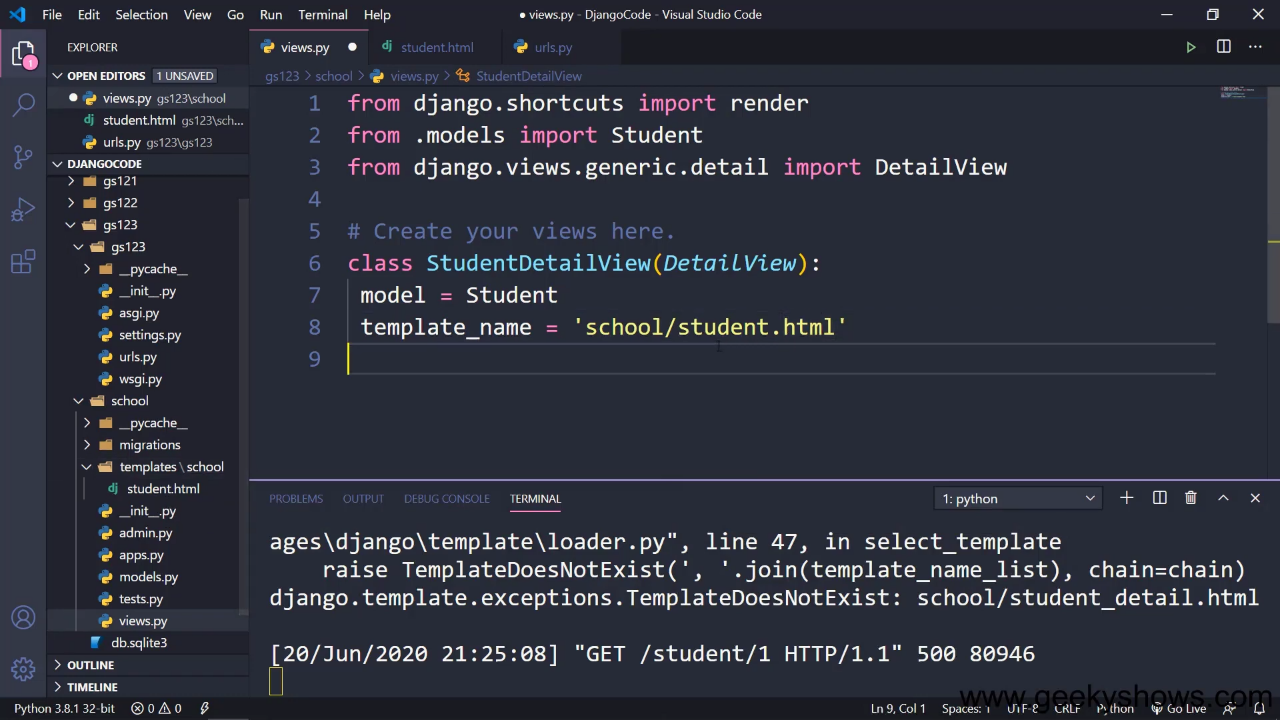 File Edit Selection View Go Run Terminal Help
● views.py - DjangoCode - Visual Studio Code
EXPLORER
OPEN EDITORS 1 UNSAVED
views.py gs123\school
student.html gs123\sch...
urls.py gs123\gs123
DJANGOCODE
gs121
gs122
gs123
gs123
__pycache__
__init__.py
asgi.py
settings.py
urls.py
wsgi.py
school
__pycache__
migrations
templates \ school
student.html
__init__.py
admin.py
apps.py
models.py
tests.py
views.py
db.sqlite3
OUTLINE
TIMELINE
1
views.py ● student.html urls.py
gs123 > school > views.py > StudentDetailView
1 from django.shortcuts import render
2 from .models import Student
3 from django.views.generic.detail import DetailView
4
5 # Create your views here.
6 class StudentDetailView(DetailView):
7 model = Student
8 template_name = 'school/student.html'
9
PROBLEMS OUTPUT DEBUG CONSOLE TERMINAL 1: python
ages\django\template\loader.py", line 47, in select_template
raise TemplateDoesNotExist(', '.join(template_name_list), chain=chain)
django.template.exceptions.TemplateDoesNotExist: school/student_detail.html
[20/Jun/2020 21:25:08] "GET /student/1 HTTP/1.1" 500 80946
www.geekyshows.com
Python 3.8.1 32-bit 0 0 Ln 9, Col 1 Spaces: 1 UTF-8 CRLF Python Go Live